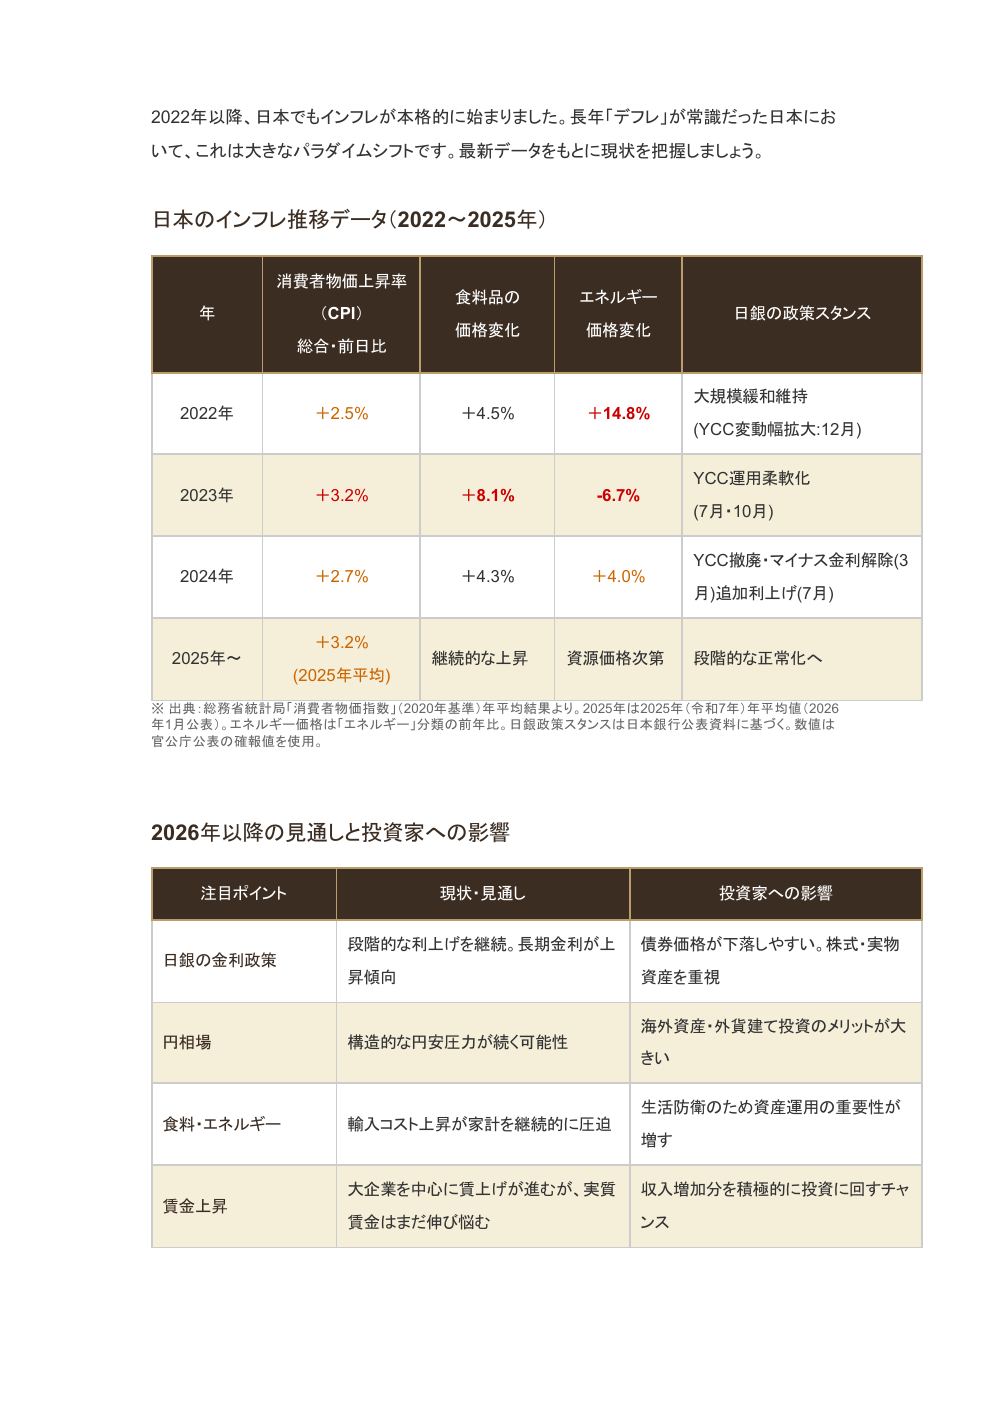 2022年以降、日本でもインフレが本格的に始まりました。長年「デフレ」が常識だった日本にお
いて、これは大きなパラダイムシフトです。最新データをもとに現状を把握しましょう。
日本のインフレ推移データ（2022〜2025年）
年
消費者物価上昇率
（CPI）
総合・前日比
食料品の
価格変化
エネルギー
価格変化
日銀の政策スタンス
2022年
＋2.5%
＋4.5%
＋14.8%
大規模緩和維持
(YCC変動幅拡大:12月)
2023年
＋3.2%
＋8.1%
-6.7%
YCC運用柔軟化
(7月・10月)
2024年
＋2.7%
＋4.3%
＋4.0%
YCC撤廃・マイナス金利解除(3
月)追加利上げ(7月)
2025年〜
＋3.2%
(2025年平均)
継続的な上昇
資源価格次第
段階的な正常化へ
※ 出典：総務省統計局「消費者物価指数」（2020年基準）年平均結果より。2025年は2025年（令和7年）年平均値（2026
年1月公表）。エネルギー価格は「エネルギー」分類の前年比。日銀政策スタンスは日本銀行公表資料に基づく。数値は
官公庁公表の確報値を使用。
2026年以降の見通しと投資家への影響
注目ポイント
現状・見通し
投資家への影響
日銀の金利政策
段階的な利上げを継続。長期金利が上
昇傾向
債券価格が下落しやすい。株式・実物
資産を重視
円相場
構造的な円安圧力が続く可能性
海外資産・外貨建て投資のメリットが大
きい
食料・エネルギー
輸入コスト上昇が家計を継続的に圧迫
生活防衛のため資産運用の重要性が
増す
賃金上昇
大企業を中心に賃上げが進むが、実質
賃金はまだ伸び悩む
収入増加分を積極的に投資に回すチャ
ンス